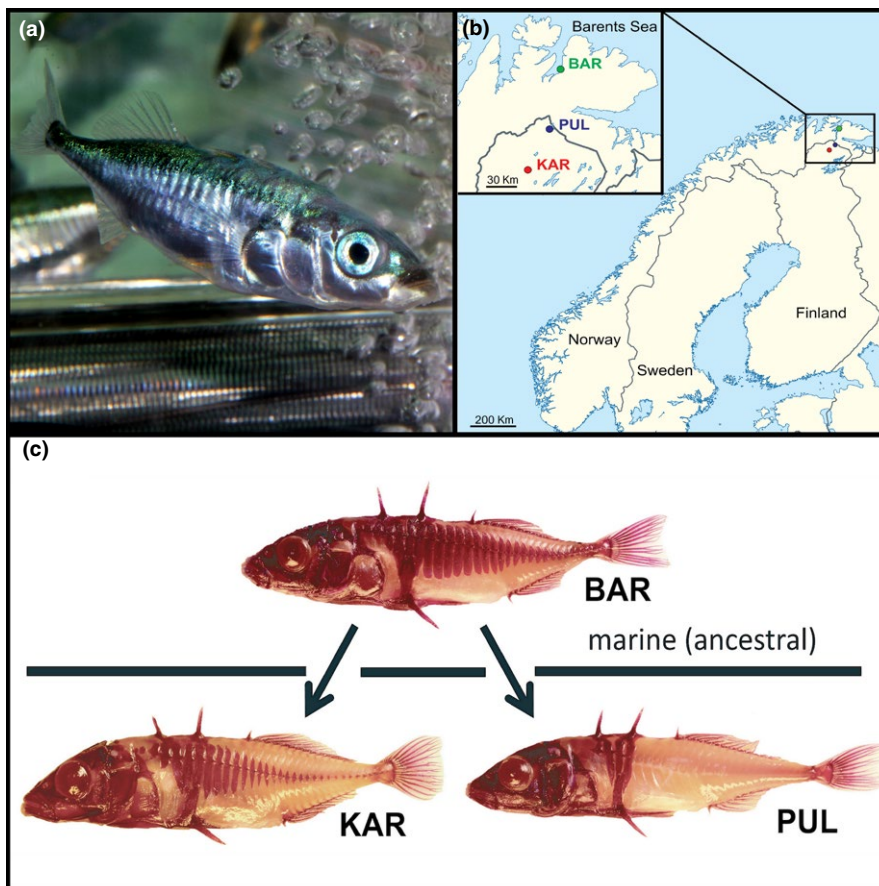 (a)
(b)
Barents Sea
BAR
PUL
KAR
30 Km
Norway
Sweden
Finland
200 Km
(c)
BAR
marine (ancestral)
KAR
PUL